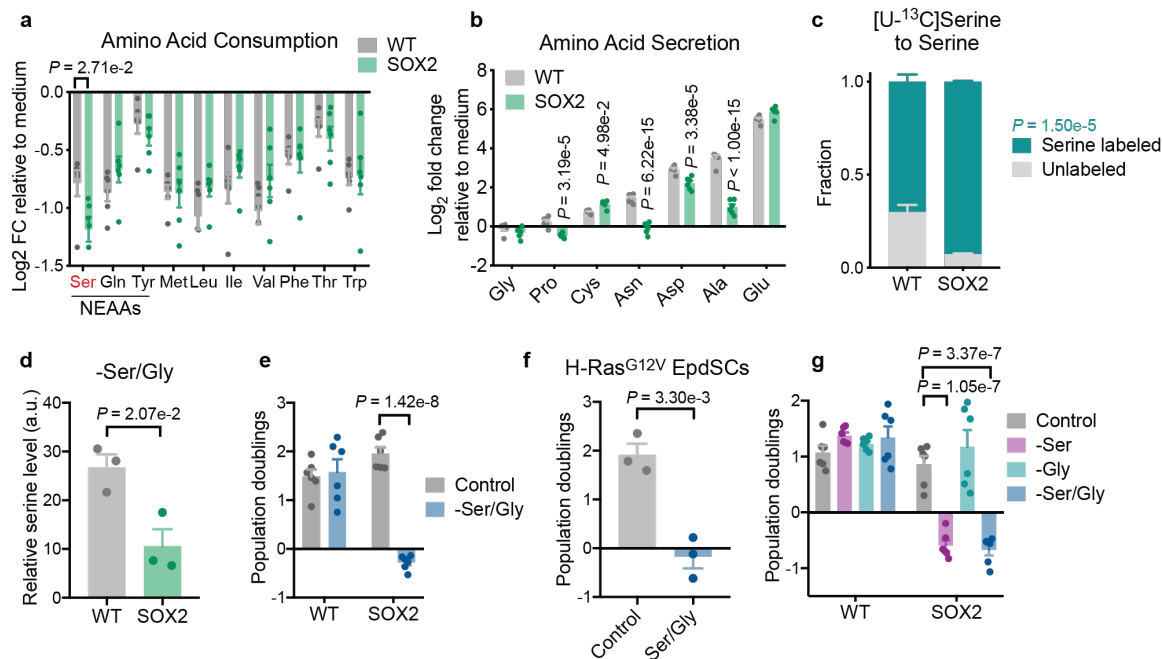 a
Amino Acid Consumption
WT
SOX2
P = 2.71e-2
Log2 FC relative to medium
0.0
-0.5
-1.0
-1.5
Ser Gln Tyr Met Leu Ile Val Phe Thr Trp
NEAAs
b
Amino Acid Secretion
WT
SOX2
Log2 fold change
relative to medium
8
6
4
2
0
-2
P = 3.19e-5
P = 4.98e-2
P = 6.22e-15
P = 3.38e-5
P < 1.00e-15
Gly Pro Cys Asn Asp Ala Glu
c
[U-13C]Serine
to Serine
Fraction
1.0
0.5
0.0
P = 1.50e-5
Serine labeled
Unlabeled
WT SOX2
d
-Ser/Gly
Relative serine level (a.u.)
40
30
20
10
0
P = 2.07e-2
WT SOX2
e
Population doublings
3
2
1
0
-1
P = 1.42e-8
Control
-Ser/Gly
WT SOX2
f
H-RasG12V EpdSCs
Population doublings
3
2
1
0
-1
P = 3.30e-3
Control Ser/Gly
g
Population doublings
2
1
0
-1
P = 3.37e-7
P = 1.05e-7
Control
-Ser
-Gly
-Ser/Gly
WT SOX2